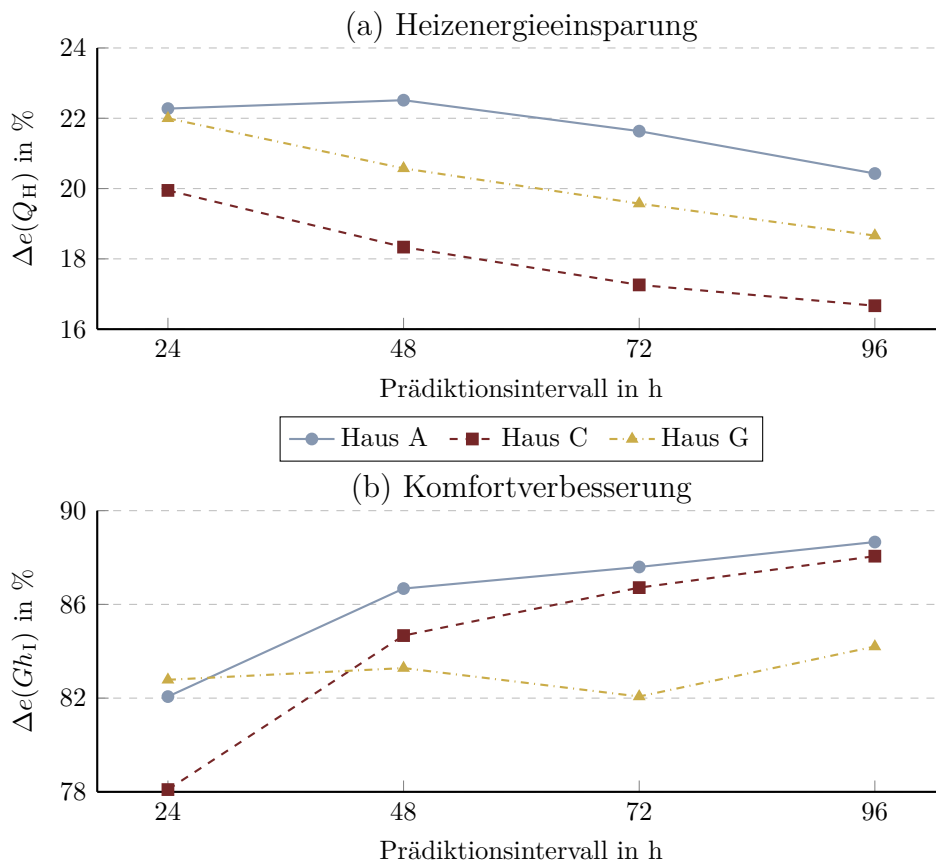 (a) Heizenergieeinsparung
24
22
20
18
16
Δe(Q_H) in %
24 48 72 96
Prädiktionsintervall in h
Haus A Haus C Haus G
(b) Komfortverbesserung
90
86
82
78
Δe(Gh_I) in %
24 48 72 96
Prädiktionsintervall in h